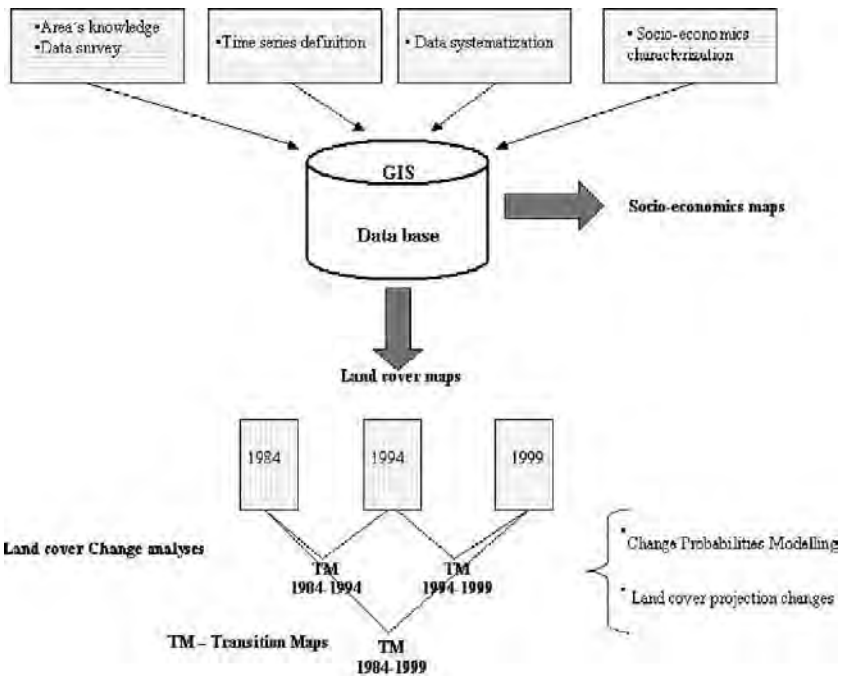 •Area´s knowledge
•Data survey
•Time series definition
• Data systematization
• Socio-economics
characterization
GIS
Data base
Socio-economics maps
Land cover maps
1984
1994
1999
Land cover Change analyses
TM
1984-1994
TM
1994-1999
• Change Probabilities Modelling
• Land cover projection changes
TM – Transition Maps
TM
1984-1999